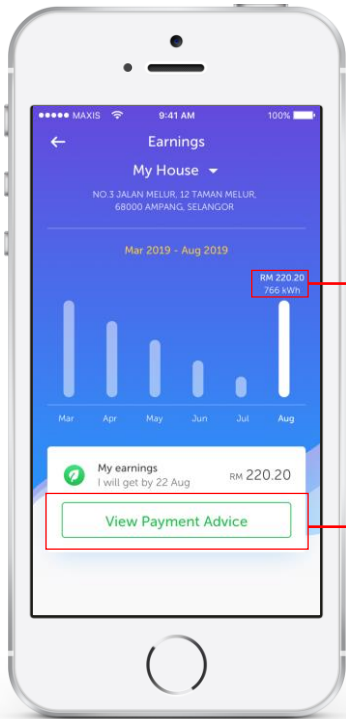 MAXIS 9:41 AM 100%
Earnings
My House
NO.3 JALAN MELUR, 12 TAMAN MELUR,
68000 AMPANG, SELANGOR
Mar 2019 - Aug 2019
RM 220.20
766 kWh
Mar Apr May Jun Jul Aug
My earnings
I will get by 22 Aug
RM 220.20
View Payment Advice